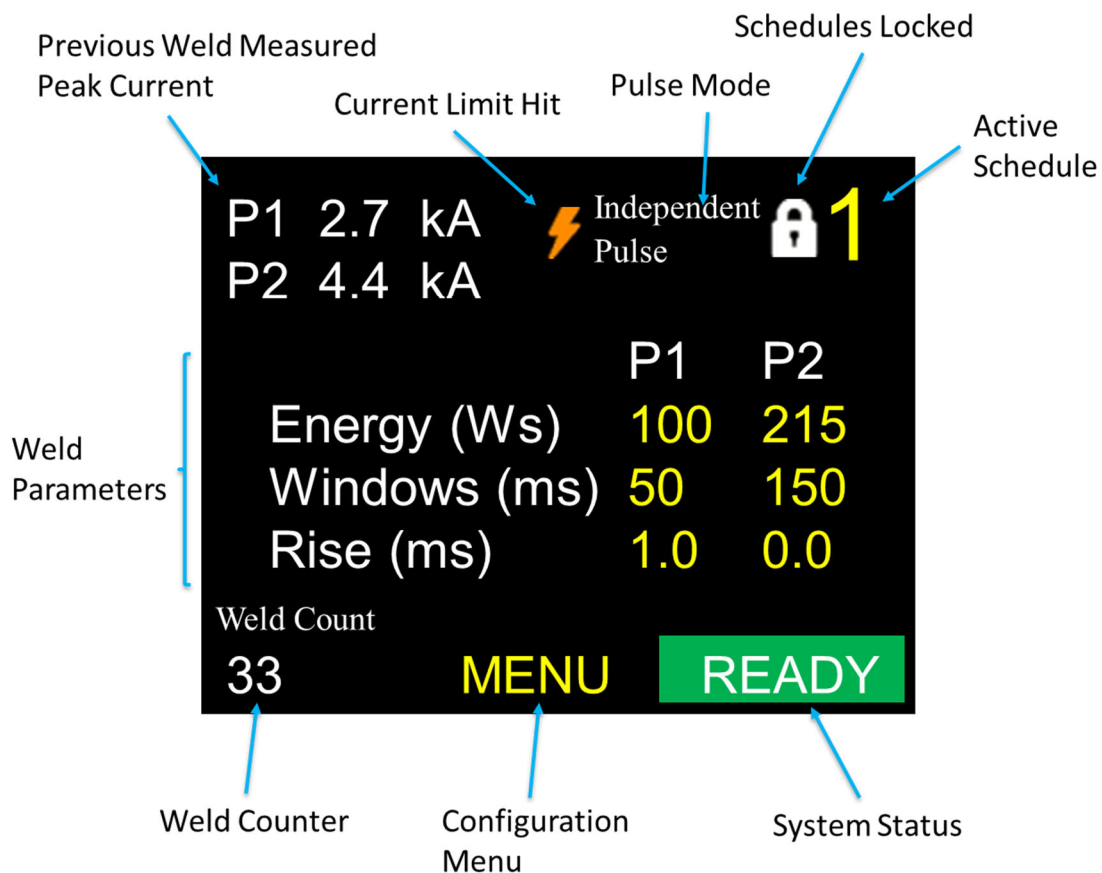 Schedules Locked
Previous Weld Measured
Peak Current
Current Limit Hit
Pulse Mode
Active
Schedule
P1 2.7 kA
Independent
Pulse
1
P2 4.4 kA
P1 P2
Energy (Ws) 100 215
Weld
Parameters
Windows (ms) 50 150
Rise (ms) 1.0 0.0
Weld Count
33 MENU READY
Weld Counter
Configuration
Menu
System Status